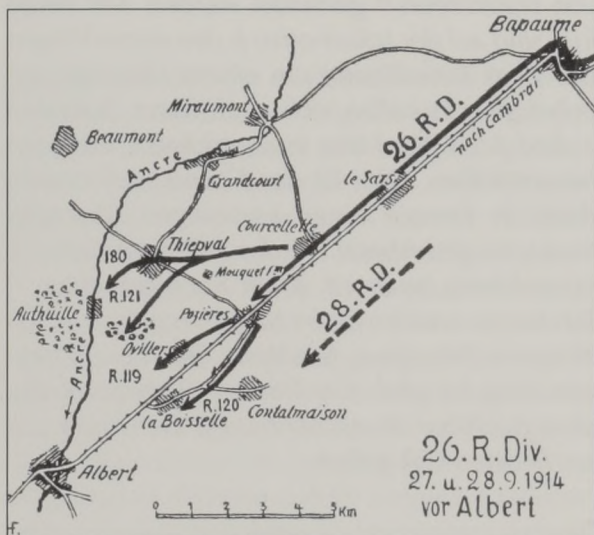 Bapaume
Miraumont
Beaumont
26.R.D.
nach Cambrai
Ancre
Grandcourt
le Sars
Courcelette
Thiepval
180
Mouquet Fm
28.R.D.
R.121
Authuille
Pozières
Ovillers
Ancre
R.119
R.120
Contalmaison
la Boisselle
26.R.Div.
27. u. 28.9.1914
vor Albert
Albert
0 1 2 3 4 5 Km
f.